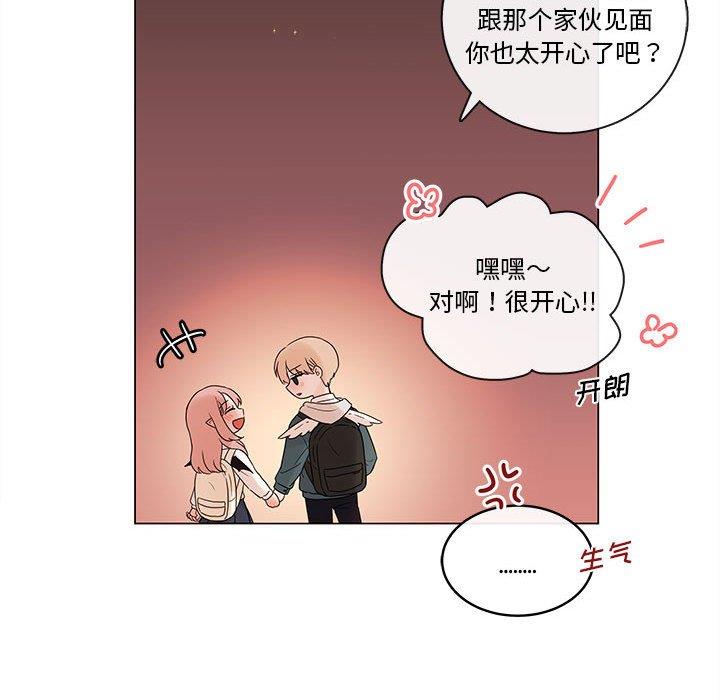 跟那个家伙见面
你也太开心了吧？
嘿嘿～
对啊！很开心!!
开朗
.........
生气